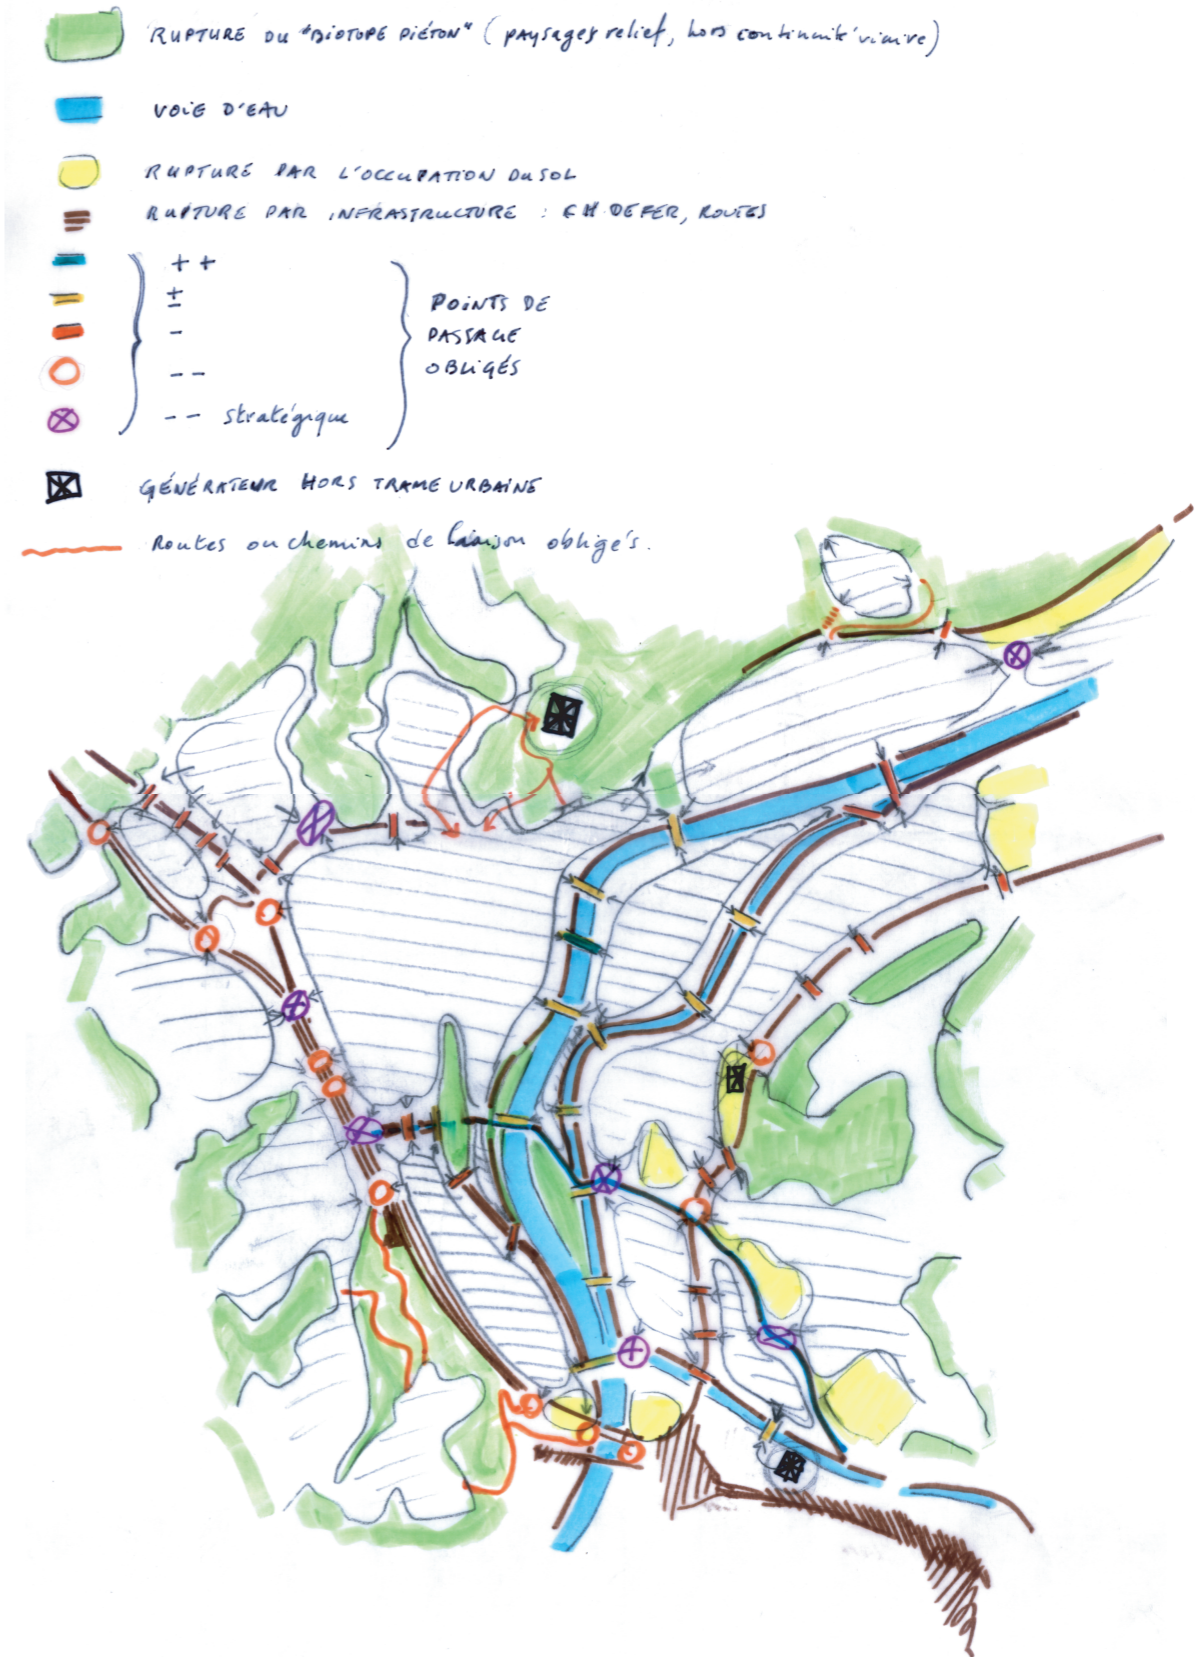 RUPTURE DU "BIOTOPE PIÉTON" (paysages relief, hors continuité viaire)
VOIE D'EAU
RUPTURE PAR L'OCCUPATION DU SOL
RUPTURE PAR INFRASTRUCTURE : CH. DE FER, ROUTES
++
±
-
--
-- stratégique
POINTS DE
PASSAGE
OBLIGÉS
GÉNÉRATEUR HORS TRAME URBAINE
Routes ou chemins de liaison obligés.